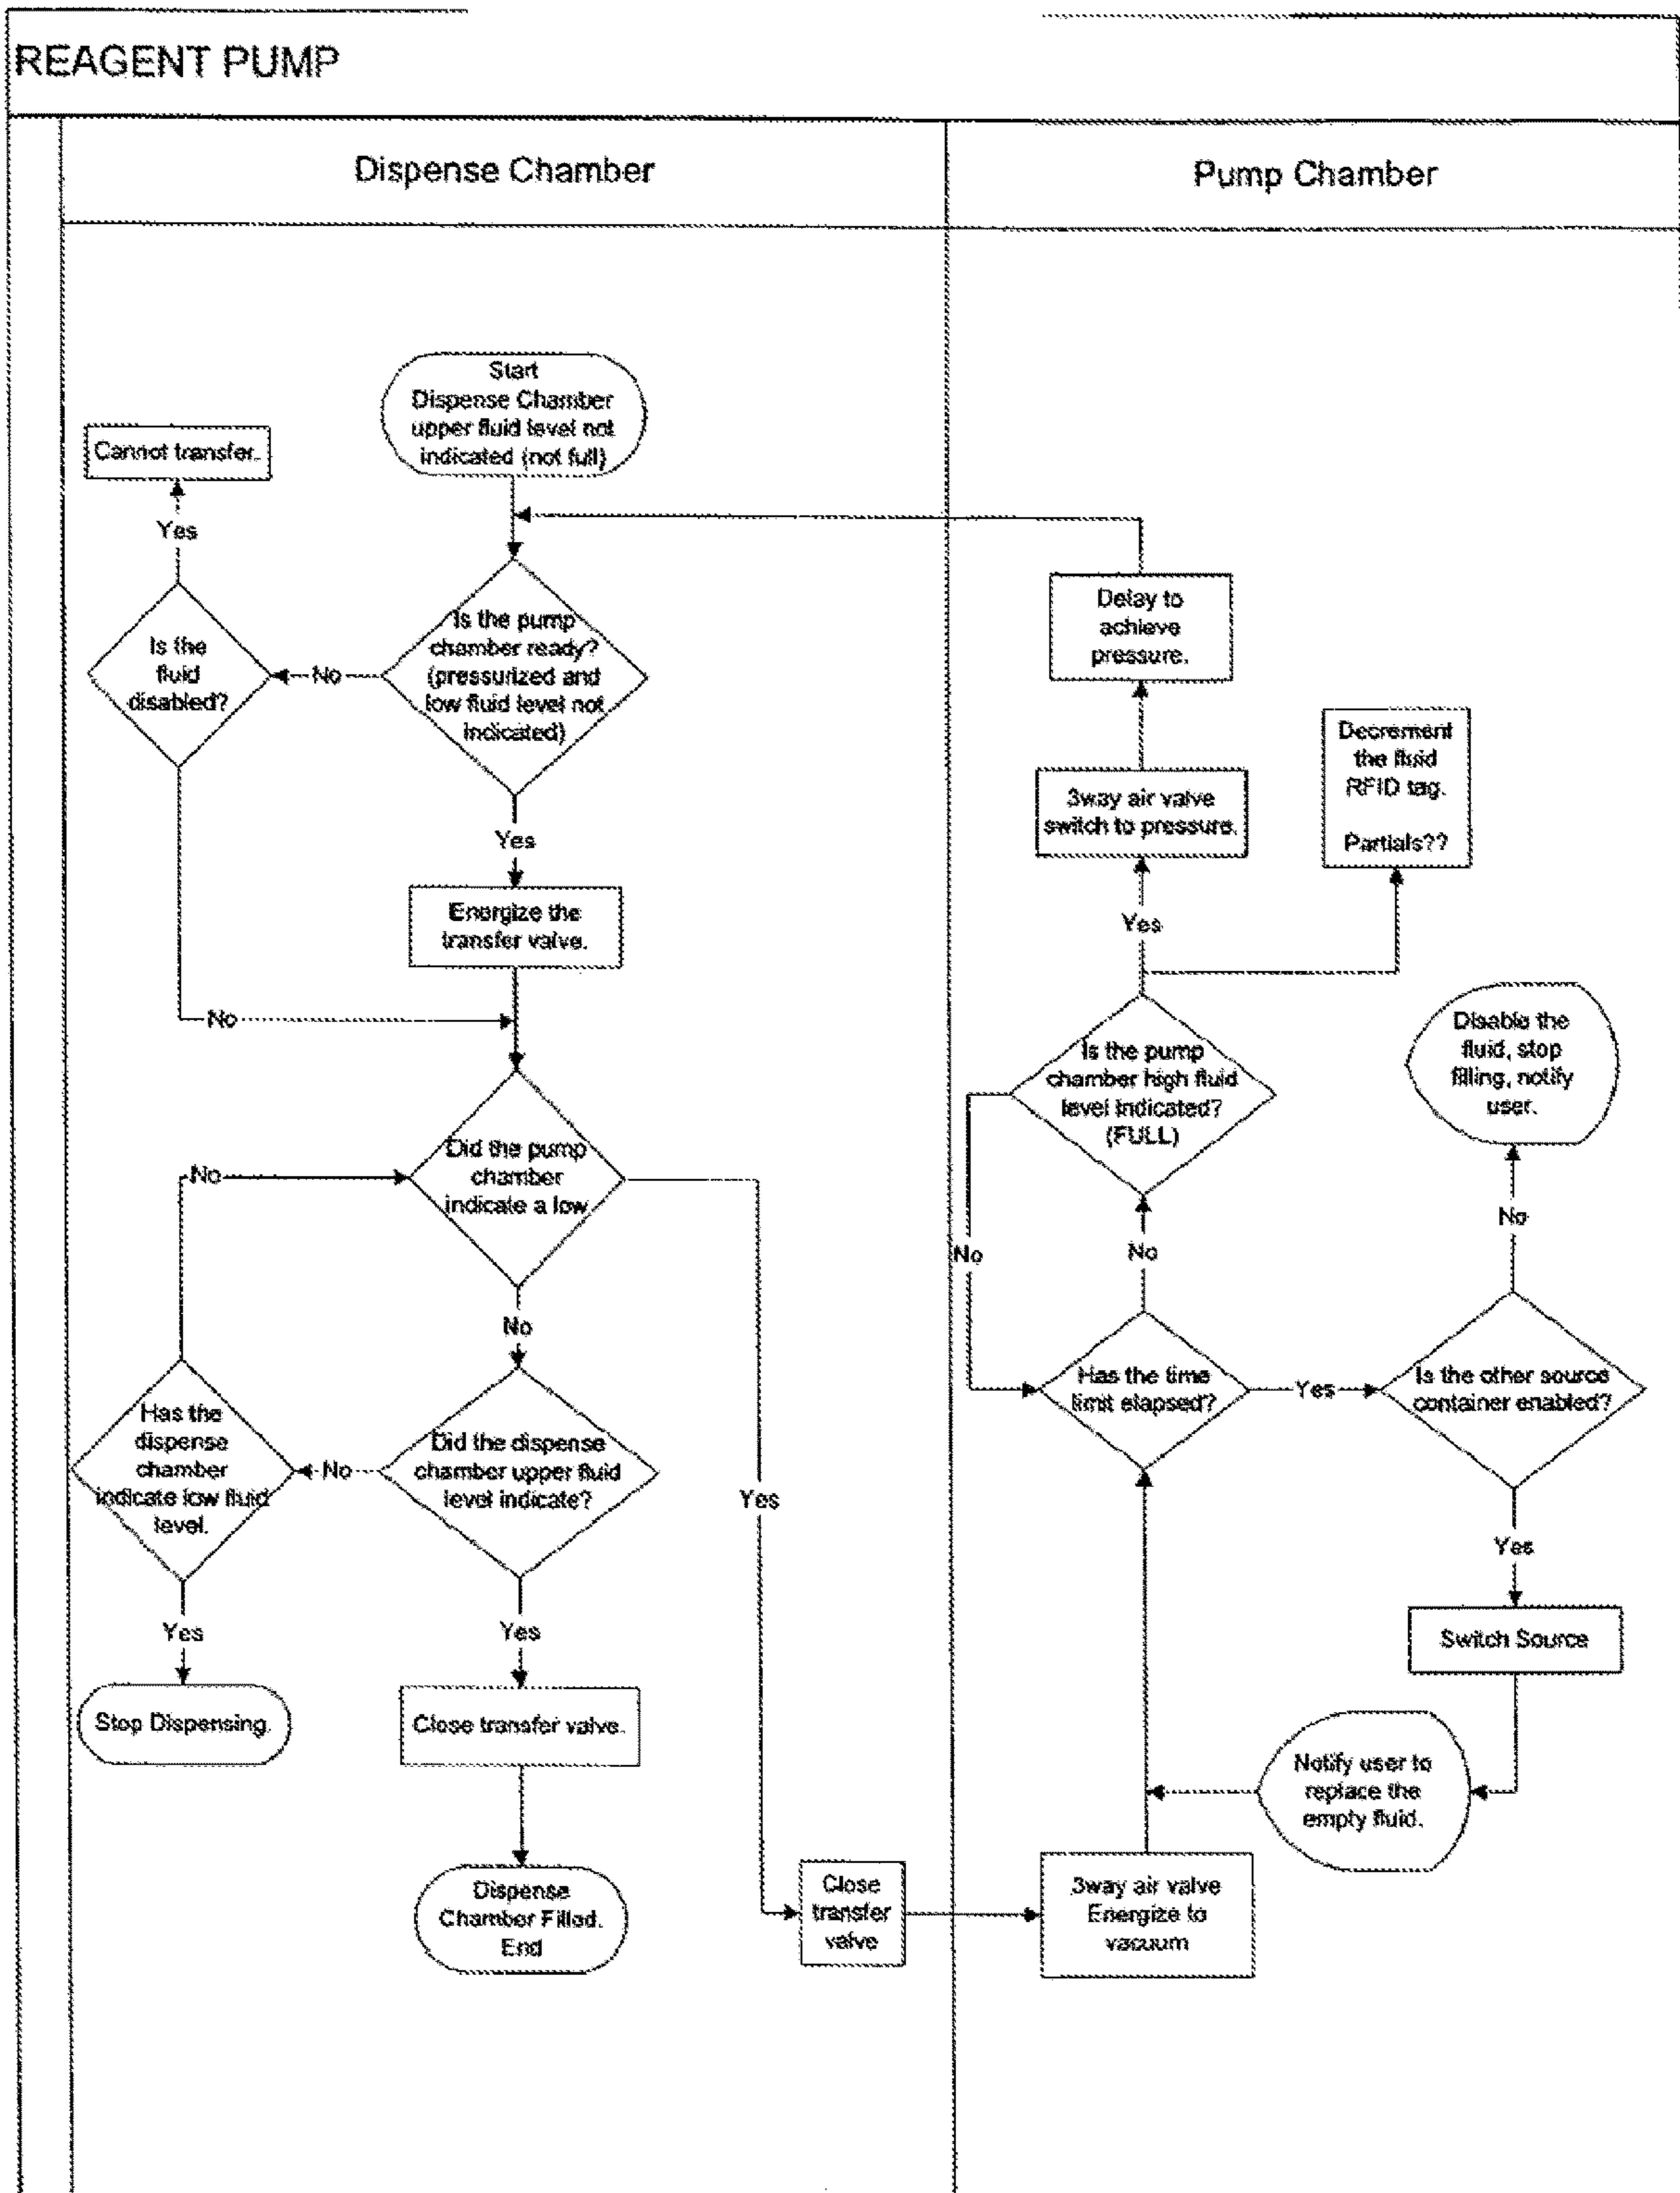 REAGENT PUMP
Dispense Chamber
Pump Chamber
Start
Dispense Chamber
upper fluid level not
indicated (not full)
Cannot transfer.
Yes
Is the
fluid
disabled?
No
Is the pump
chamber ready?
(pressurized and
low fluid level not
indicated)
Yes
Energize the
transfer valve.
No
Did the pump
chamber
indicate a low
No
No
Has the
dispense
chamber
indicate low fluid
level.
No
Did the dispense
chamber upper fluid
level indicate?
Yes
Yes
Yes
Stop Dispensing.
Close transfer valve.
Dispense
Chamber Filled.
End
Close
transfer
valve
Delay to
achieve
pressure.
3way air valve
switch to pressure.
Decrement
the fluid
RFID tag.
Partials??
Yes
Is the pump
chamber high fluid
level indicated?
(FULL)
Disable the
fluid, stop
filling, notify
user.
No
No
No
Has the time
limit elapsed?
Yes
Is the other source
container enabled?
Yes
Switch Source
Notify user to
replace the
empty fluid.
3way air valve
Energize to
vacuum